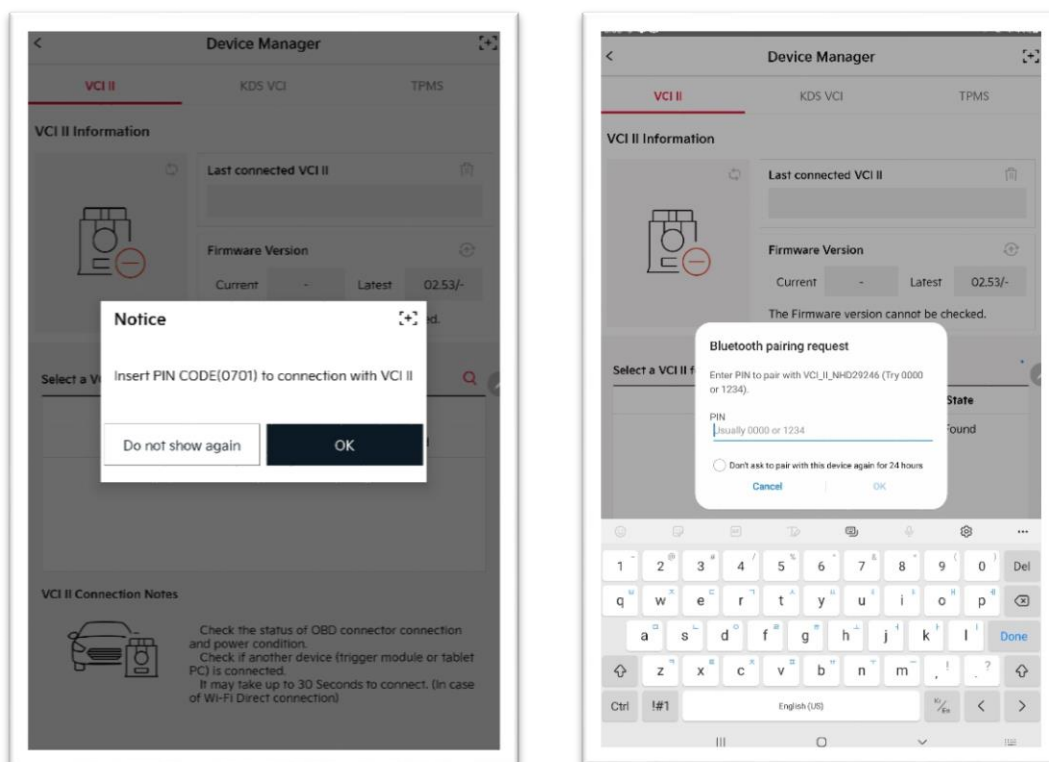 Device Manager
VCI II KDS VCI TPMS
VCI II Information
Last connected VCI II
Firmware Version
Current - Latest 02.53/-
ed.
Notice
Insert PIN CODE(0701) to connection with VCI II
Do not show again OK
Select a V
VCI II Connection Notes
Check the status of OBD connector connection
and power condition.
Check if another device (trigger module or tablet
PC) is connected.
It may take up to 30 Seconds to connect. (In case
of Wi-Fi Direct connection)
Device Manager
VCI II KDS VCI TPMS
VCI II Information
Last connected VCI II
Firmware Version
Current - Latest 02.53/-
The Firmware version cannot be checked.
Select a VCI II f
State
Found
Bluetooth pairing request
Enter PIN to pair with VCI_II_NHD29246 (Try 0000
or 1234).
PIN
Usually 0000 or 1234
Don't ask to pair with this device again for 24 hours
Cancel OK
1 2 3 4 5 6 7 8 9 0 Del
q w e r t y u i o p
a s d f g h j k l Done
z x c v b n m , ! . ?
Ctrl !#1 English (US) < >